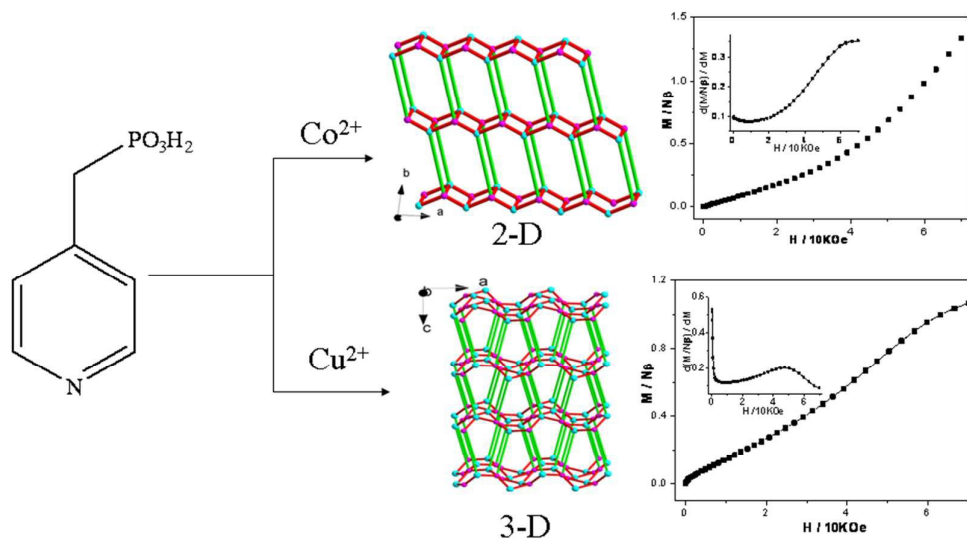 PO3H2
N
Co2+
Cu2+
b
a
2-D
b
a
c
3-D
M / Nβ
1.5
1.0
0.5
0.0
0 2 4 6
H / 10KOe
d(M/Nβ) / dM
0.3
0.2
0.1
0 2 4 6
H / 10KOe
M / Nβ
1.2
0.8
0.4
0.0
0 2 4 6
H / 10KOe
d(M /Nβ) / dM
0.4
0.2
0 2 4 6
H / 10KOe